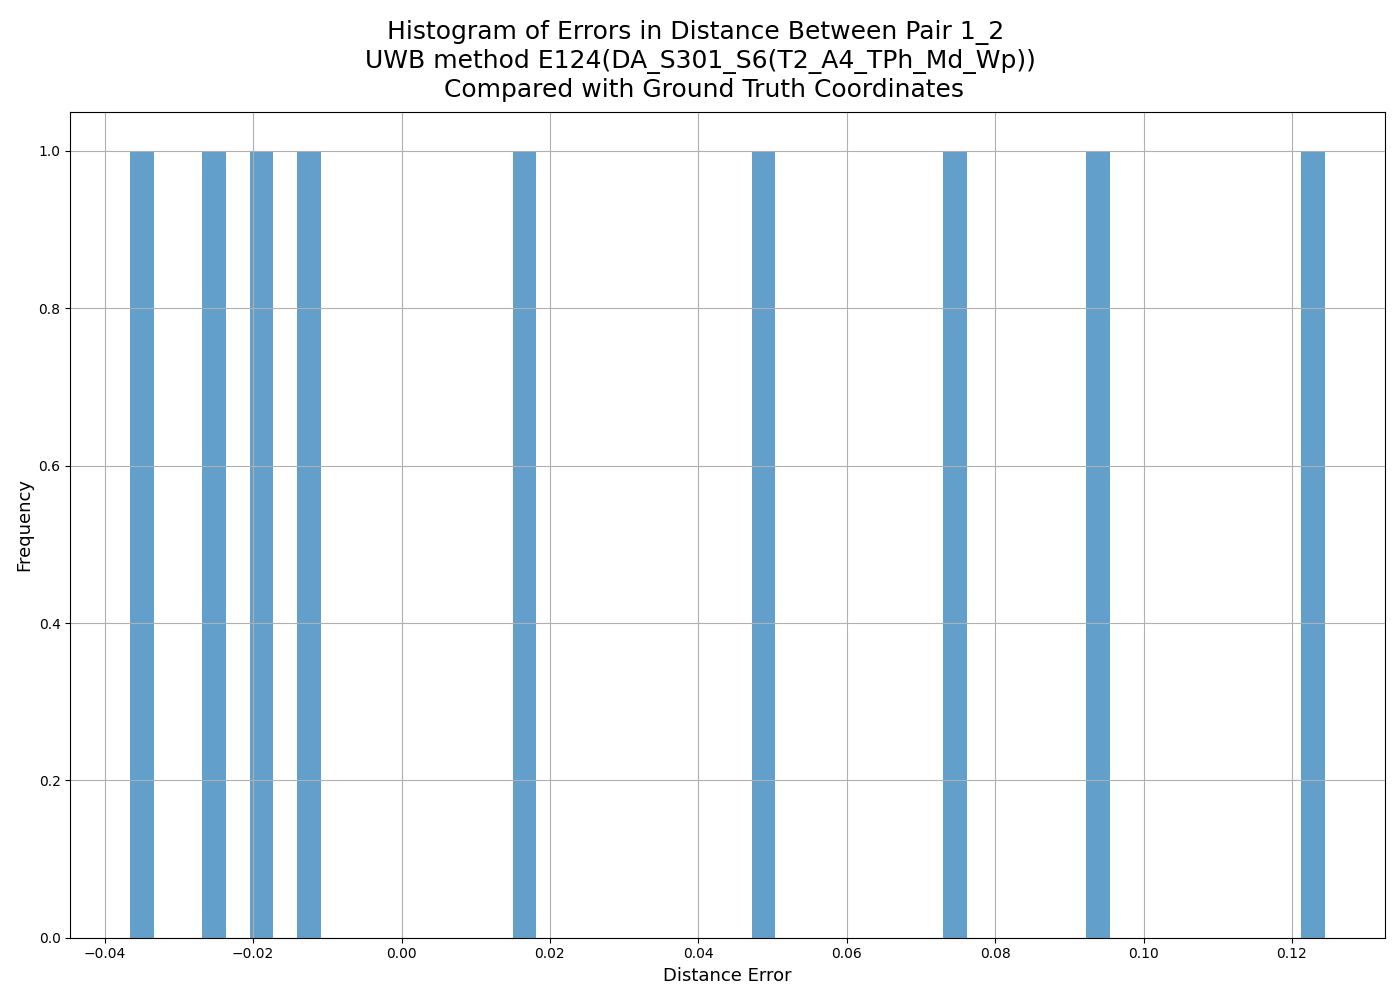 Histogram of Errors in Distance Between Pair 1_2
UWB method E124(DA_S301_S6(T2_A4_TPh_Md_Wp))
Compared with Ground Truth Coordinates
1.0
0.8
0.6
0.4
0.2
0.0
Frequency
−0.04 −0.02 0.00 0.02 0.04 0.06 0.08 0.10 0.12
Distance Error